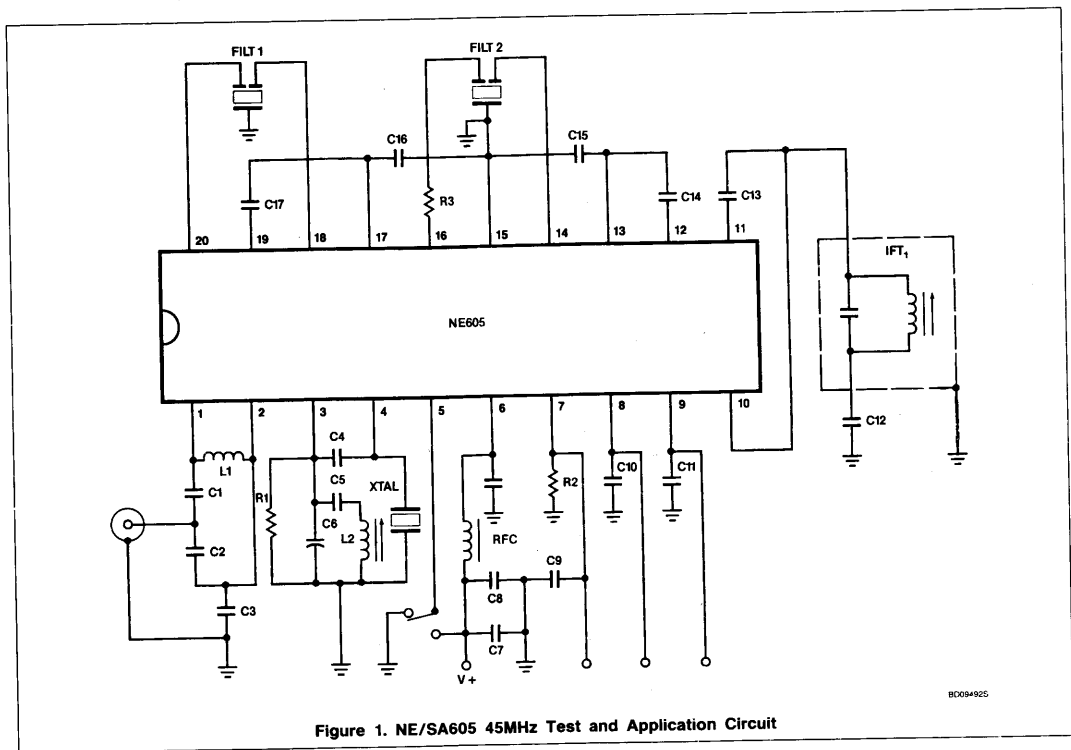 FILT 1
FILT 2
C16
C15
C17
R3
C14
C13
20 19 18 17 16 15 14 13 12 11
IFT1
NE605
1 2 3 4 5 6 7 8 9 10
C12
L1
C4
C1
R1
C5
XTAL
R2
C10
C11
C6
L2
RFC
C2
C9
C8
C3
C7
V +
BD09492S
Figure 1. NE/SA605 45MHz Test and Application Circuit